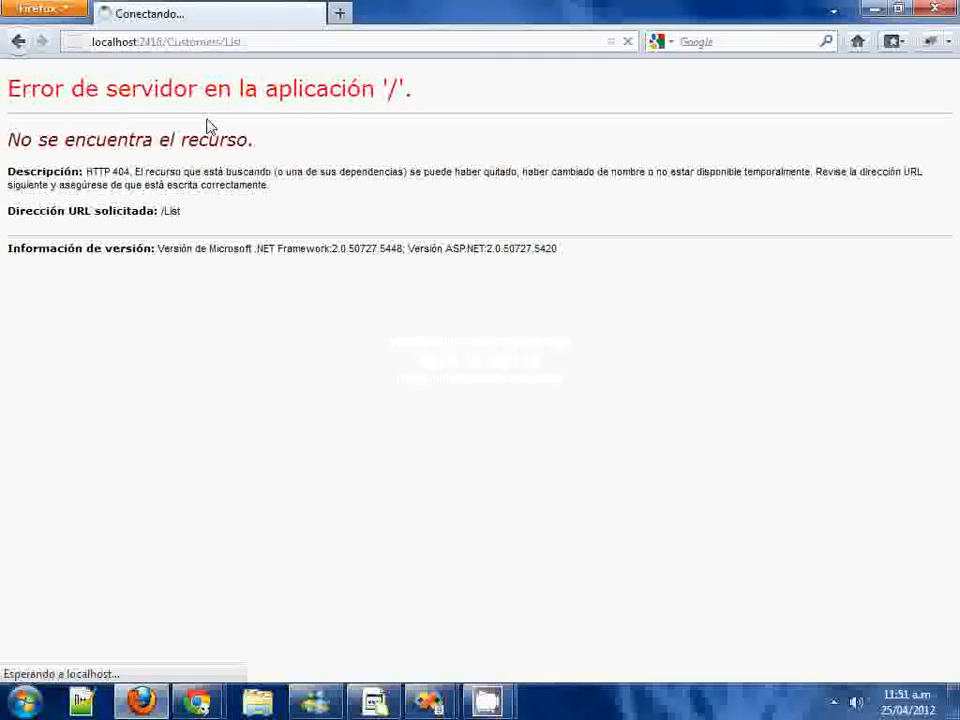 Firefox
Conectando...
localhost:2418/Customers/List
Google
Error de servidor en la aplicación '/'.
No se encuentra el recurso.
Descripción: HTTP 404. El recurso que está buscando (o una de sus dependencias) se puede haber quitado, haber cambiado de nombre o no estar disponible temporalmente. Revise la dirección URL
siguiente y asegúrese de que está escrita correctamente.
Dirección URL solicitada: /List
Información de versión: Versión de Microsoft .NET Framework:2.0.50727.5448; Versión ASP.NET:2.0.50727.5420
Esperando a localhost...
11:51 a.m
25/04/2012